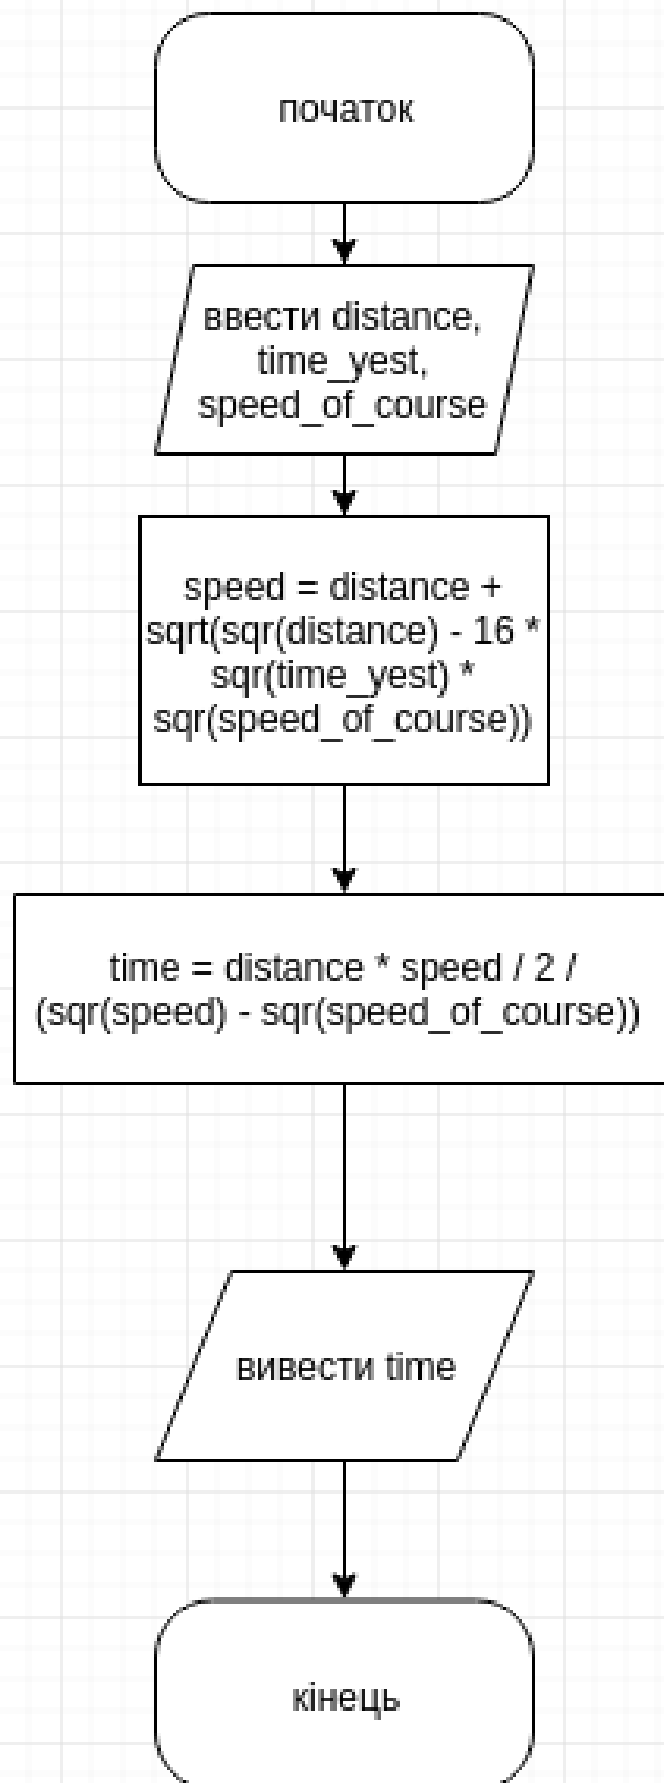 початок
ввести distance,
time_yest,
speed_of_course
speed = distance +
sqrt(sqr(distance) - 16 *
sqr(time_yest) *
sqr(speed_of_course))
time = distance * speed / 2 /
(sqr(speed) - sqr(speed_of_course))
вивести time
кінець